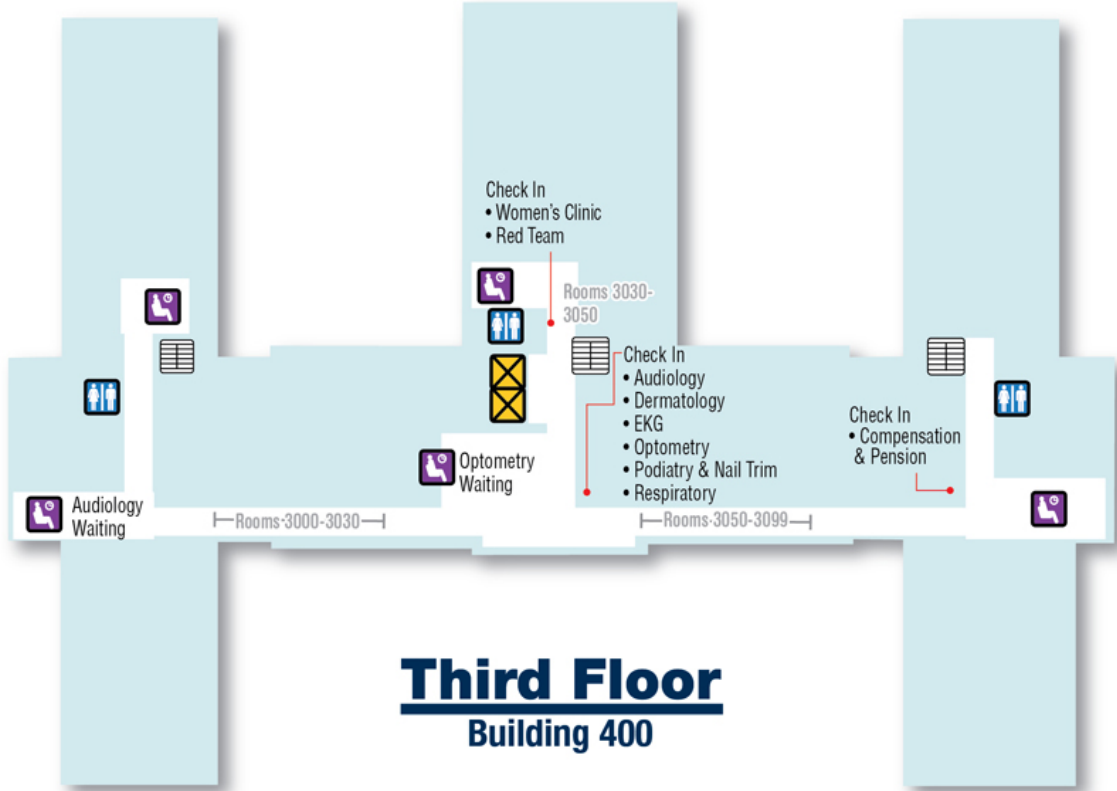 Check In
• Women's Clinic
• Red Team
Rooms 3030-
3050
Check In
• Audiology
• Dermatology
• EKG
• Optometry
• Podiatry & Nail Trim
• Respiratory
Check In
• Compensation
& Pension
Optometry
Waiting
Audiology
Waiting
Rooms 3000-3030
Rooms 3050-3099
Third Floor
Building 400